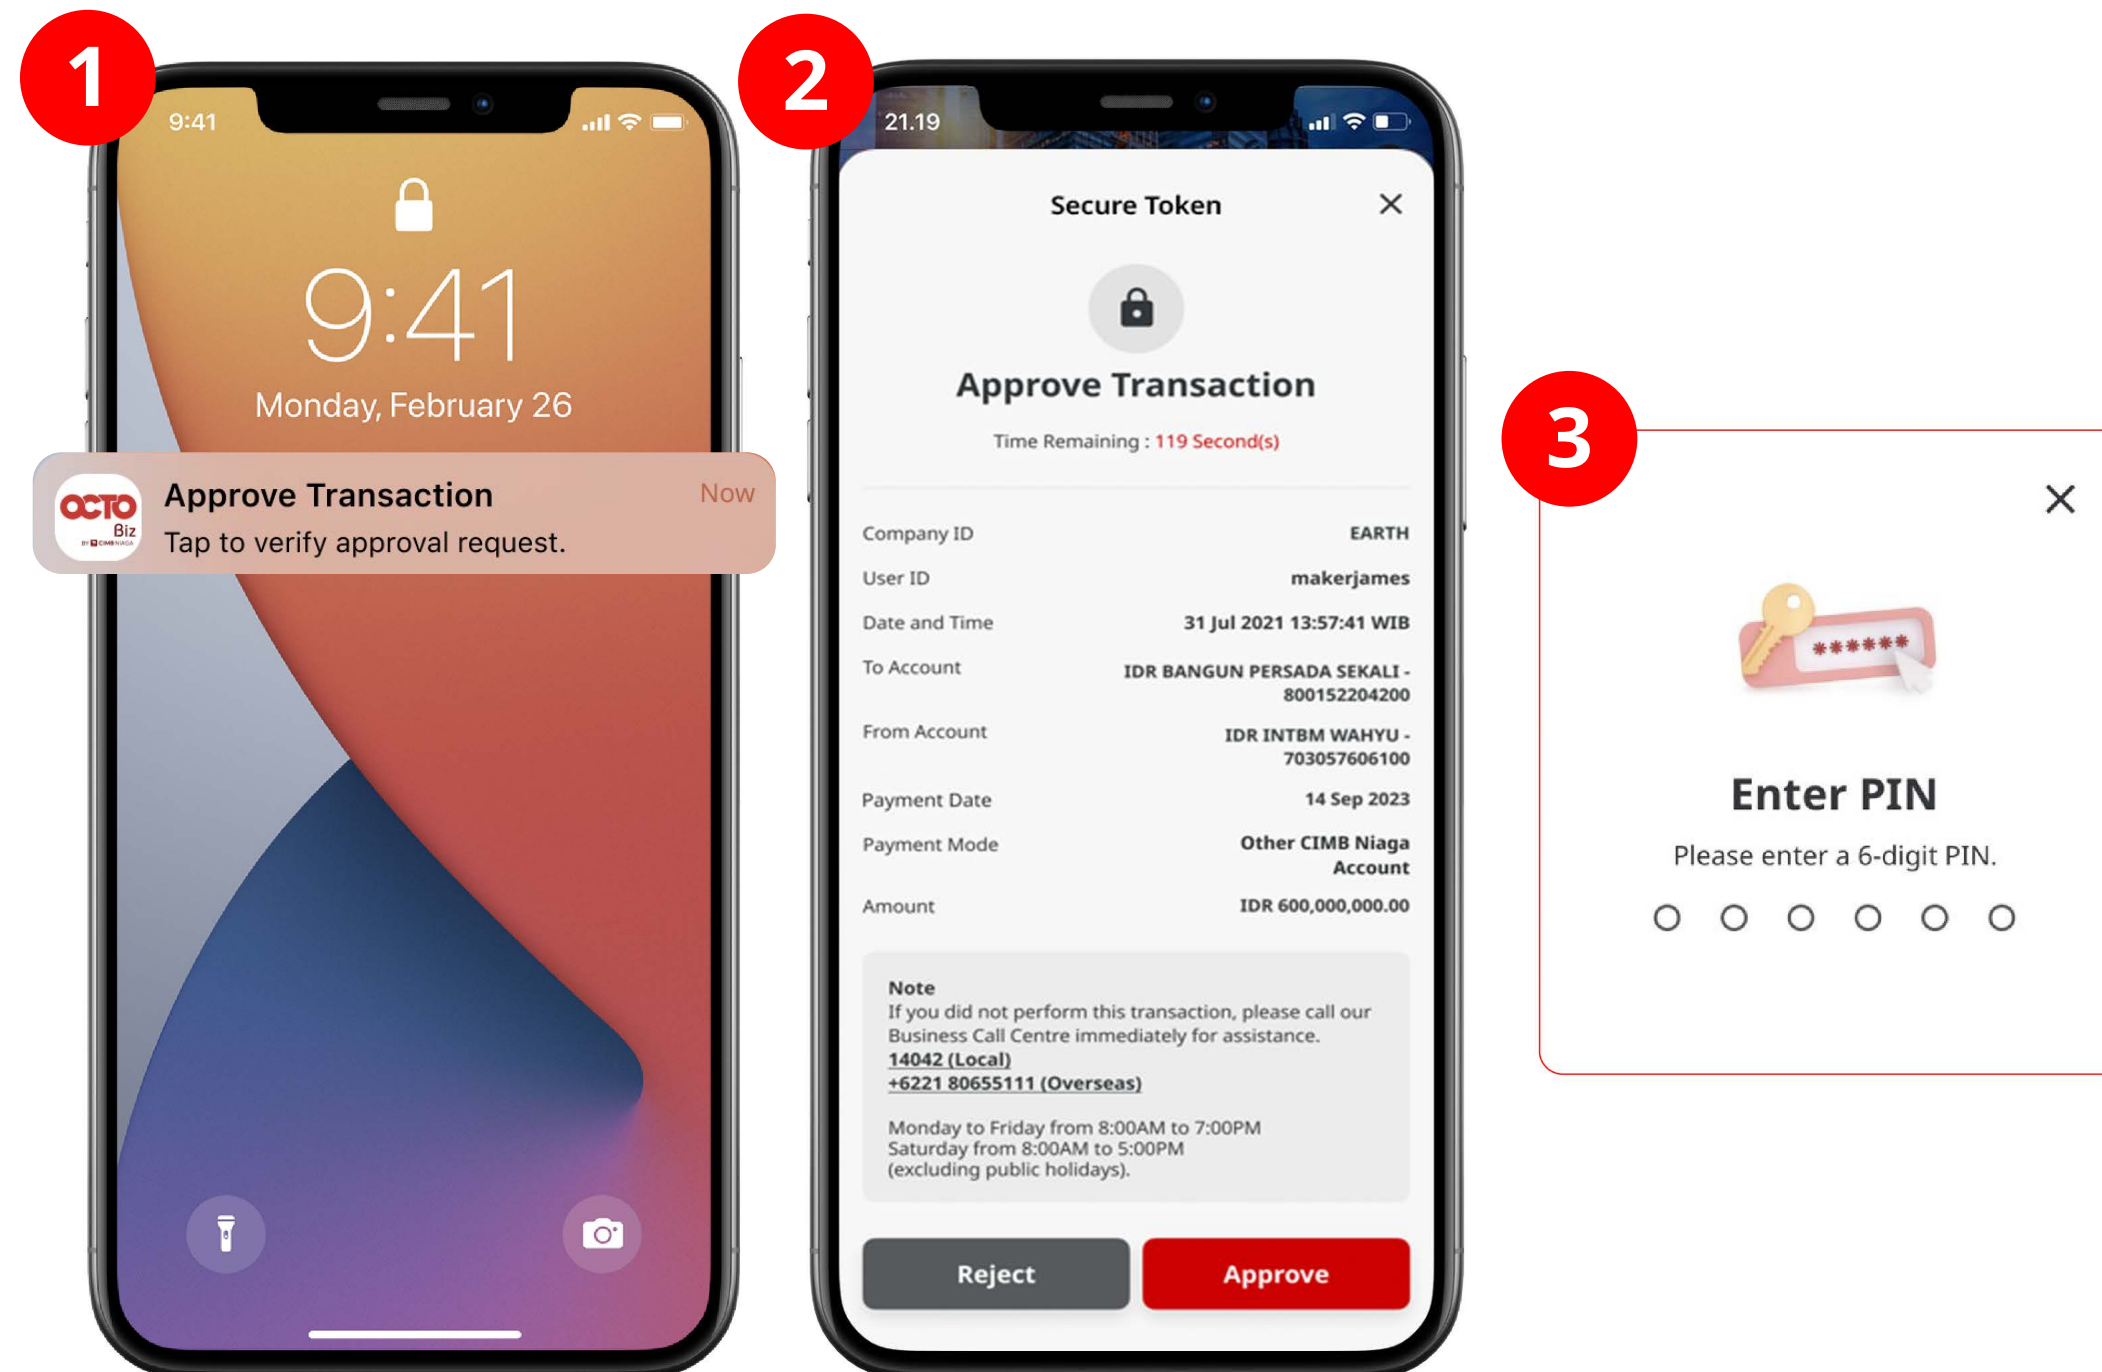 1
9:41
9:41
Monday, February 26
OCTO
Biz
BY CIMB NIAGA
Approve Transaction
Now
Tap to verify approval request.
2
21.19
Secure Token
Approve Transaction
Time Remaining : 119 Second(s)
Company ID EARTH
User ID makerjames
Date and Time 31 Jul 2021 13:57:41 WIB
To Account IDR BANGUN PERSADA SEKALI -
800152204200
From Account IDR INTBM WAHYU -
703057606100
Payment Date 14 Sep 2023
Payment Mode Other CIMB Niaga
Account
Amount IDR 600,000,000.00
Note
If you did not perform this transaction, please call our
Business Call Centre immediately for assistance.
14042 (Local)
+6221 80655111 (Overseas)
Monday to Friday from 8:00AM to 7:00PM
Saturday from 8:00AM to 5:00PM
(excluding public holidays).
Reject
Approve
3
******
Enter PIN
Please enter a 6-digit PIN.